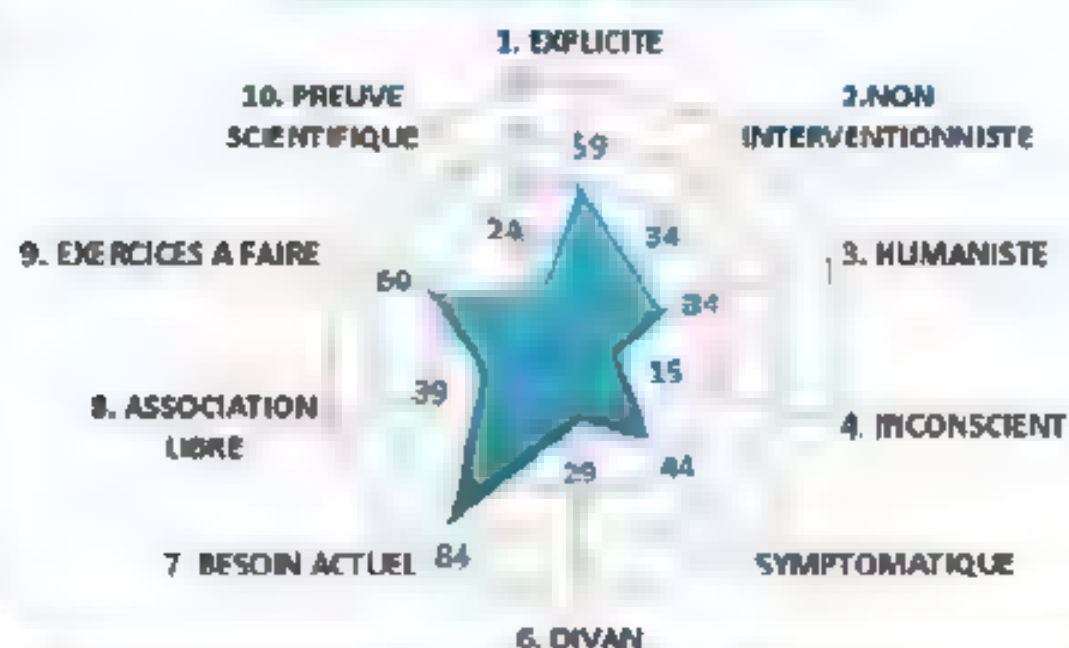 1. EXPLICITE
10. PREUVE
SCIENTIFIQUE
2.NON
INTERVENTIONNISTE
59
24
34
9. EXERCICES A FAIRE
3. HUMANISTE
60
34
15
39
8. ASSOCIATION
LIBRE
4. INCONSCIENT
29
44
7 BESOIN ACTUEL
84
SYMPTOMATIQUE
6. DIVAN